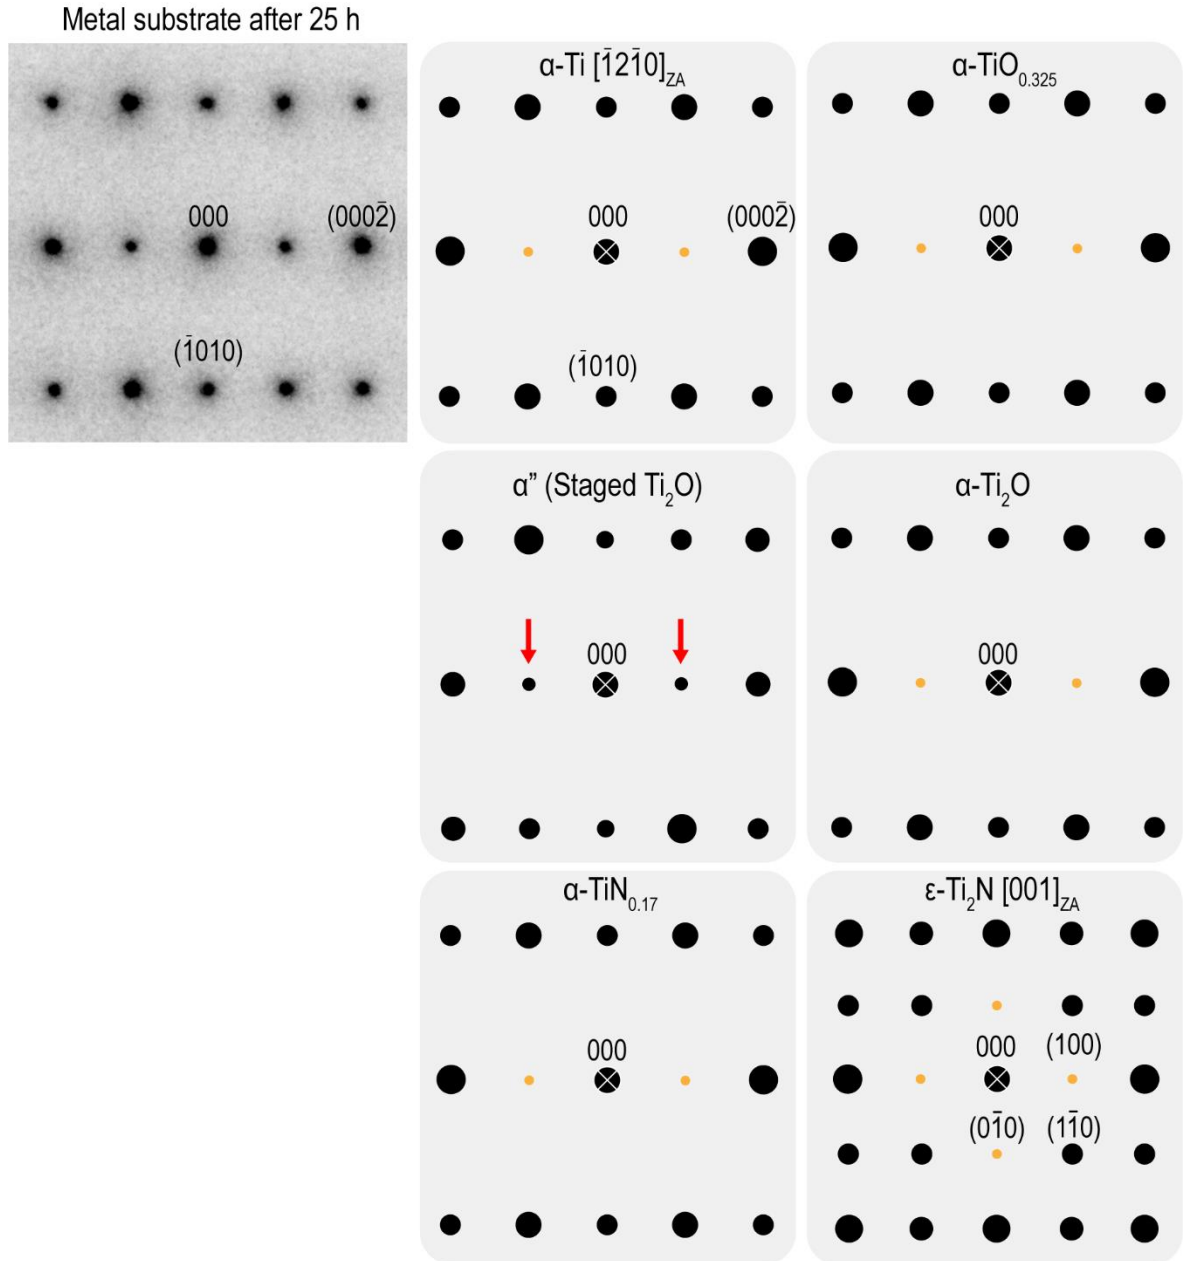 Metal substrate after 25 h
000
(0002̄)
(1̄010)
α-Ti [1̄21̄0]ZA
000
(0002̄)
(1̄010)
α-TiO0.325
000
α” (Staged Ti2O)
000
α-Ti2O
000
α-TiN0.17
000
ε-Ti2N [001]ZA
000
(100)
(01̄0)
(11̄0)